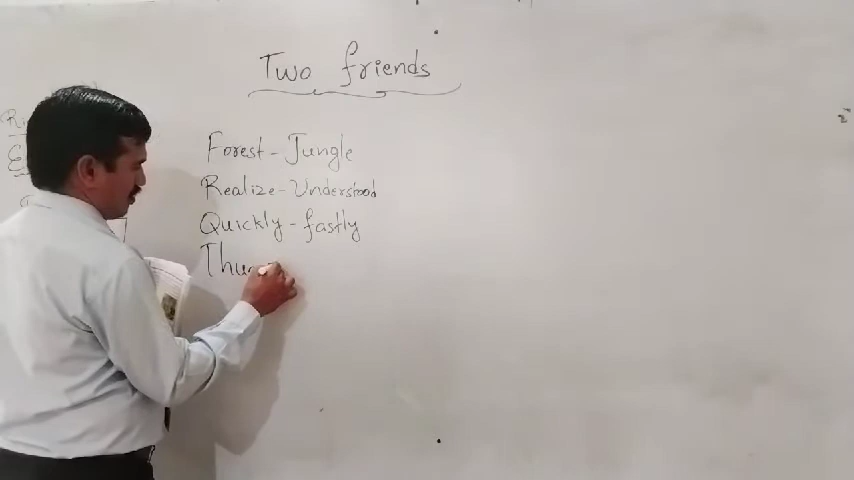 Two friends
Forest - Jungle
Realize - Understood
Quickly - fastly